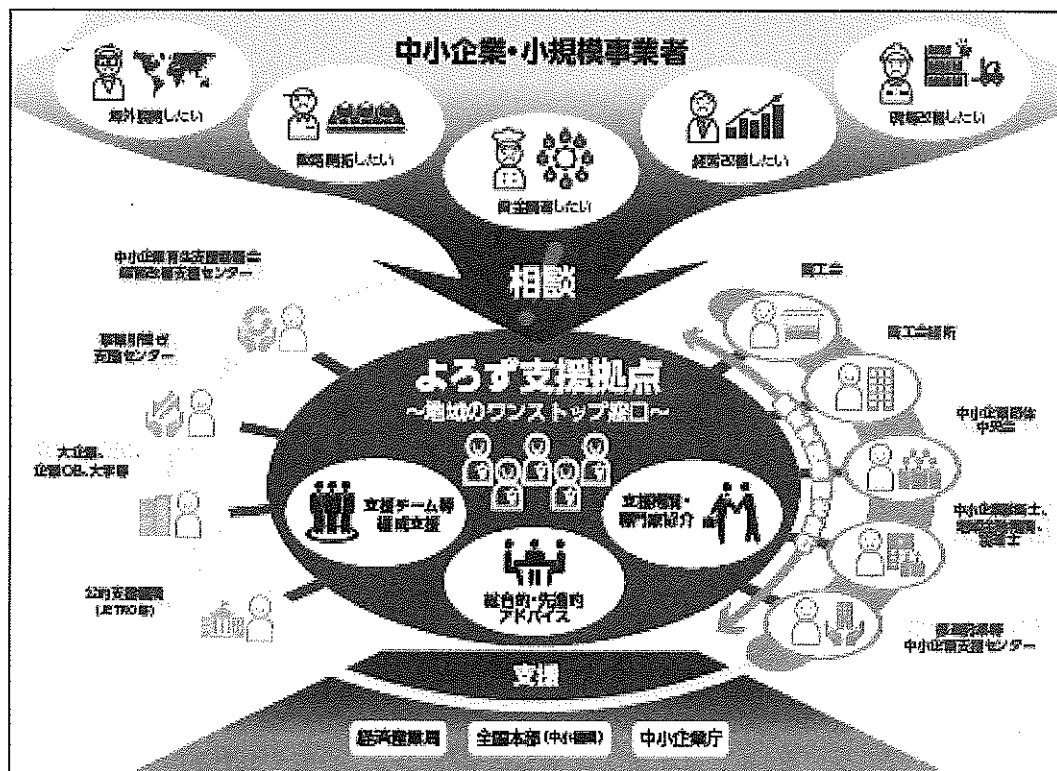 中小企業・小規模事業者
海外展開したい
販路開拓したい
資金調達したい
経営改善したい
現場改善したい
相談
中小企業再生支援協議会
経営改善支援センター
事業引継ぎ
支援センター
大企業、
企業OB、大学等
公的支援機関
(JETRO等)
よろず支援拠点
～地域のワンストップ窓口～
支援チーム等
編成支援
総合的・先進的
アドバイス
支援機関・
専門家紹介
商工会
商工会議所
中小企業団体
中央会
中小企業診断士、
税理士
中小企業支援センター
支援
経済産業局
全国本部(中小機構)
中小企業庁